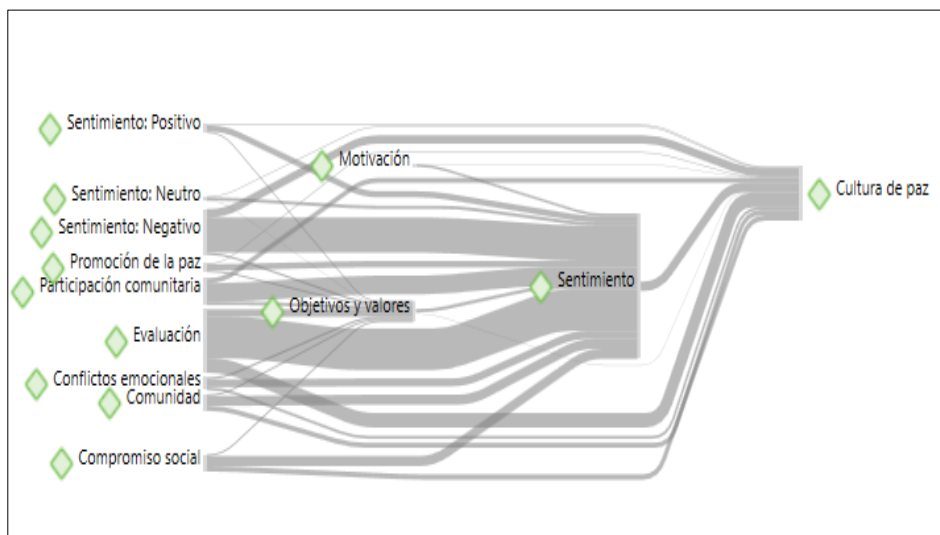 Sentimiento: Positivo
Motivación
Sentimiento: Neutro
Cultura de paz
Sentimiento: Negativo
Promoción de la paz
Participación comunitaria
Sentimiento
Objetivos y valores
Evaluación
Conflictos emocionales
Comunidad
Compromiso social